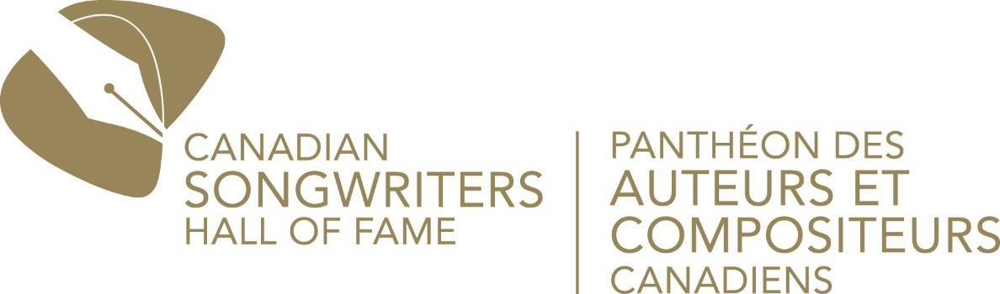 CANADIAN
SONGWRITERS
HALL OF FAME
PANTHÉON DES
AUTEURS ET
COMPOSITEURS
CANADIENS